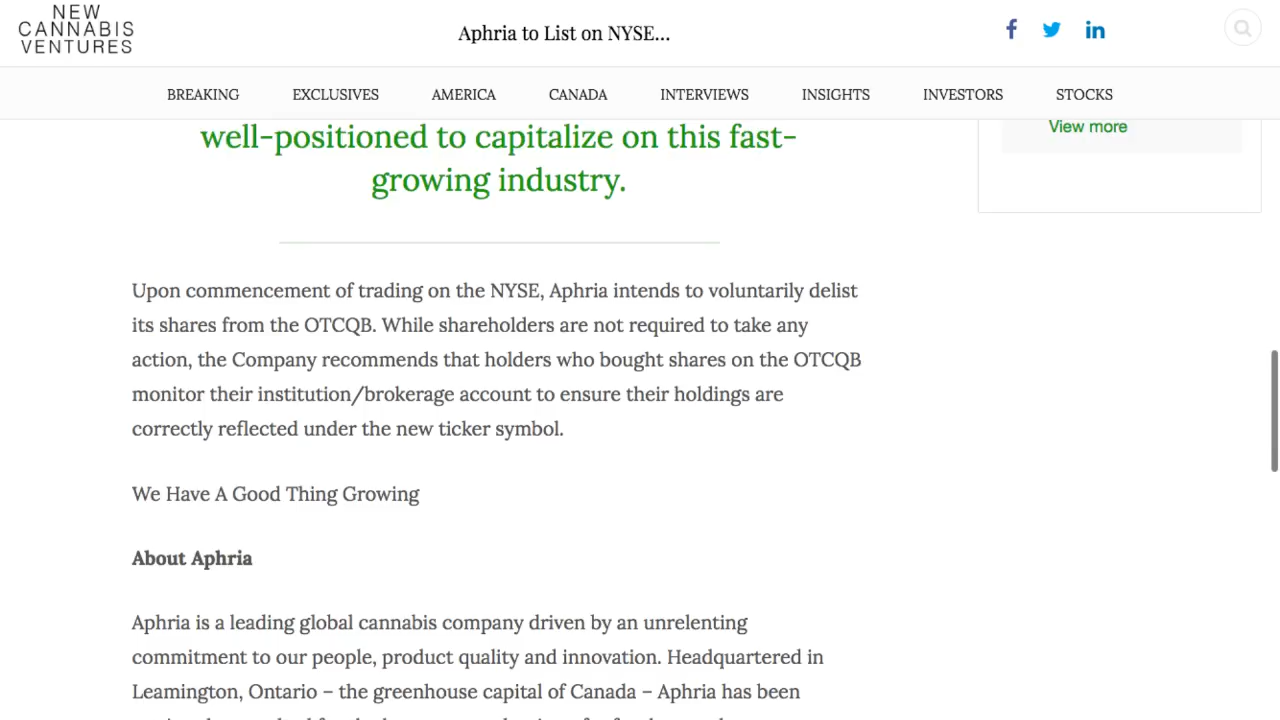 NEW
CANNABIS
VENTURES
Aphria to List on NYSE...
BREAKING EXCLUSIVES AMERICA CANADA INTERVIEWS INSIGHTS INVESTORS STOCKS
View more
well-positioned to capitalize on this fast-
growing industry.
Upon commencement of trading on the NYSE, Aphria intends to voluntarily delist
its shares from the OTCQB. While shareholders are not required to take any
action, the Company recommends that holders who bought shares on the OTCQB
monitor their institution/brokerage account to ensure their holdings are
correctly reflected under the new ticker symbol.
We Have A Good Thing Growing
About Aphria
Aphria is a leading global cannabis company driven by an unrelenting
commitment to our people, product quality and innovation. Headquartered in
Leamington, Ontario – the greenhouse capital of Canada – Aphria has been